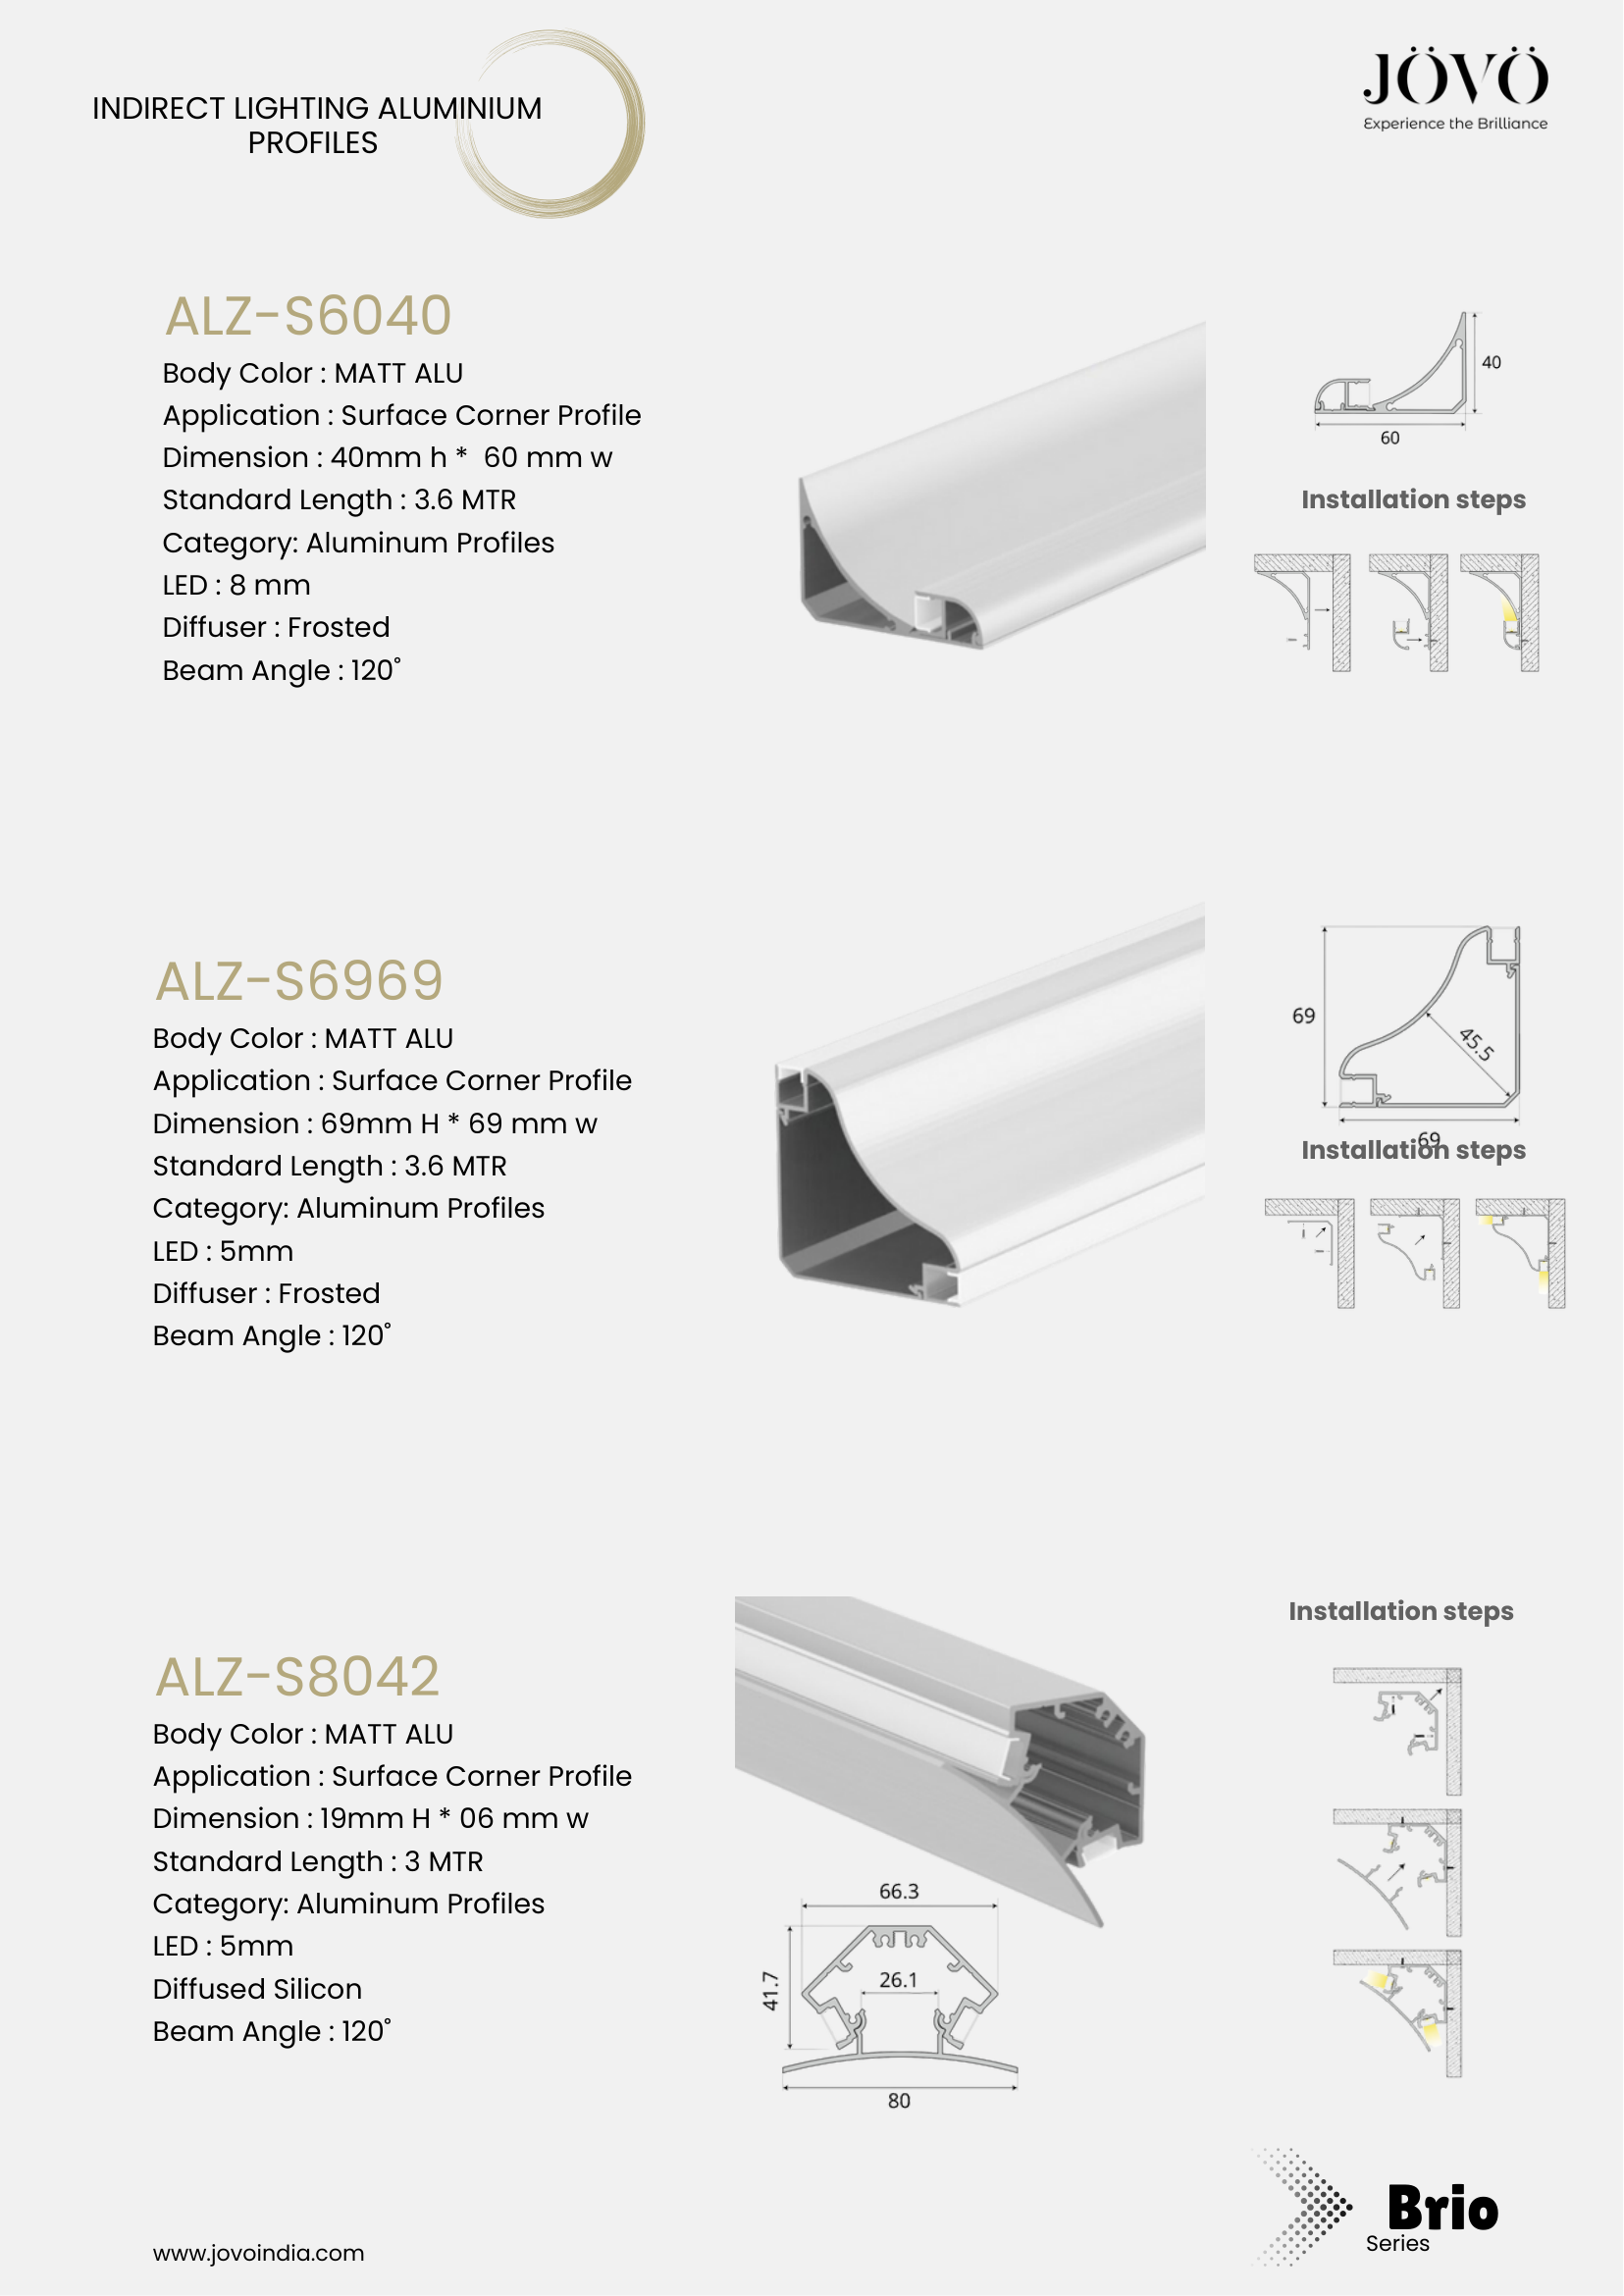 INDIRECT LIGHTING ALUMINIUM
PROFILES
JÖVÖ
Experience the Brilliance
ALZ-S6040
Body Color : MATT ALU
Application : Surface Corner Profile
Dimension : 40mm h * 60 mm w
Standard Length : 3.6 MTR
Category: Aluminum Profiles
LED : 8 mm
Diffuser : Frosted
Beam Angle : 120°
40
60
Installation steps
ALZ-S6969
Body Color : MATT ALU
Application : Surface Corner Profile
Dimension : 69mm H * 69 mm w
Standard Length : 3.6 MTR
Category: Aluminum Profiles
LED : 5mm
Diffuser : Frosted
Beam Angle : 120°
69
45.5
69
Installation steps
ALZ-S8042
Body Color : MATT ALU
Application : Surface Corner Profile
Dimension : 19mm H * 06 mm w
Standard Length : 3 MTR
Category: Aluminum Profiles
LED : 5mm
Diffused Silicon
Beam Angle : 120°
66.3
41.7
26.1
80
Installation steps
www.jovoindia.com
Brio
Series